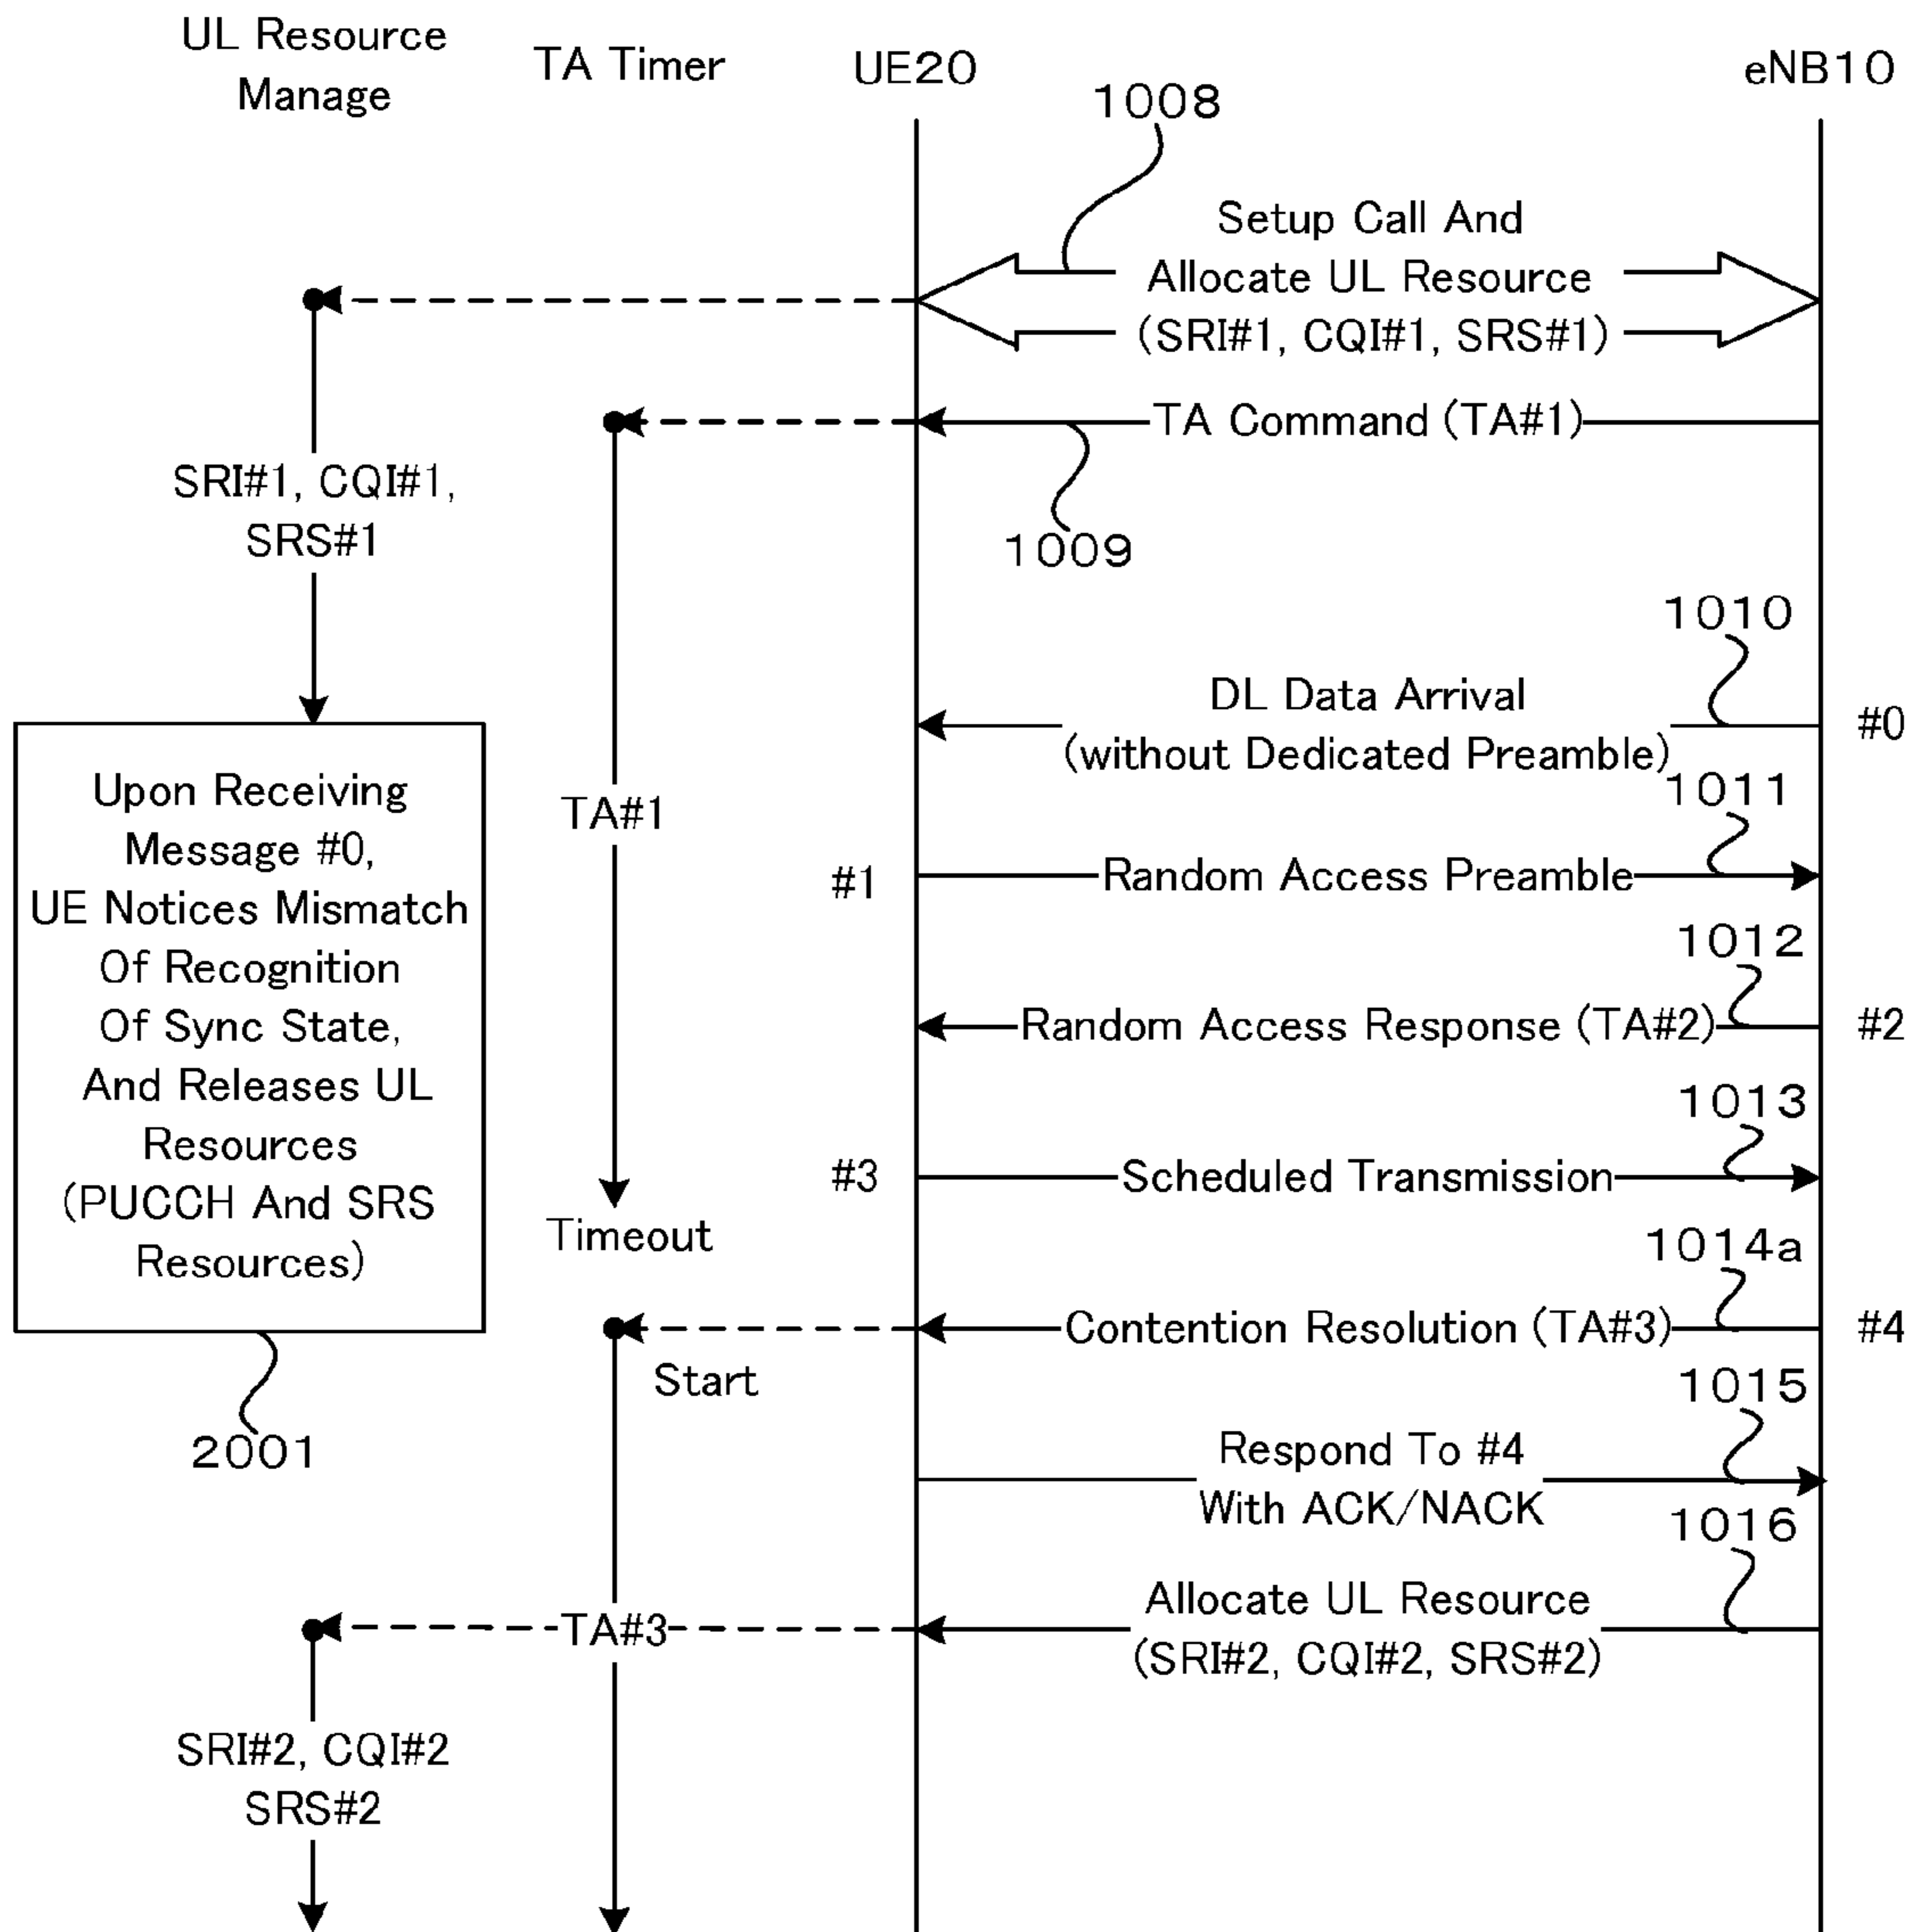 UL Resource
Manage
TA Timer
UE20
eNB10
1008
Setup Call And
Allocate UL Resource
(SRI#1, CQI#1, SRS#1)
TA Command (TA#1)
1009
SRI#1, CQI#1,
SRS#1
1010
DL Data Arrival
(without Dedicated Preamble)
#0
Upon Receiving
Message #0,
UE Notices Mismatch
Of Recognition
Of Sync State,
And Releases UL
Resources
(PUCCH And SRS
Resources)
2001
TA#1
1011
#1
Random Access Preamble
1012
Random Access Response (TA#2)
#2
1013
#3
Scheduled Transmission
Timeout
1014a
Contention Resolution (TA#3)
#4
Start
1015
Respond To #4
With ACK/NACK
1016
Allocate UL Resource
(SRI#2, CQI#2, SRS#2)
TA#3
SRI#2, CQI#2
SRS#2